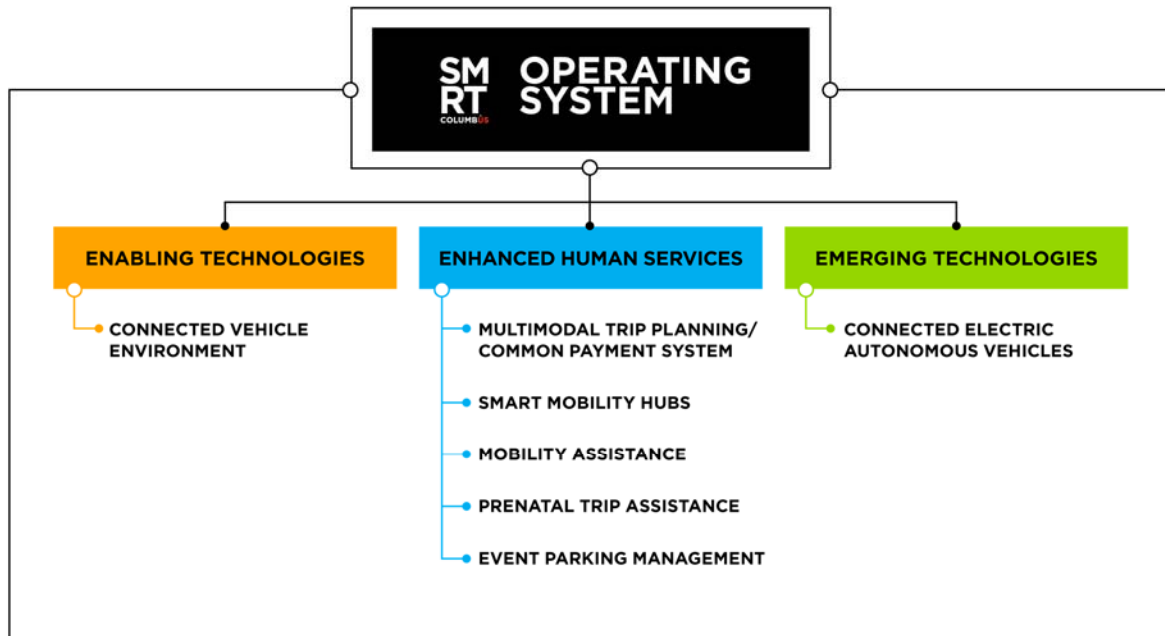 SM
RT
COLUMBUS
OPERATING
SYSTEM
ENABLING TECHNOLOGIES
CONNECTED VEHICLE
ENVIRONMENT
ENHANCED HUMAN SERVICES
MULTIMODAL TRIP PLANNING/
COMMON PAYMENT SYSTEM
SMART MOBILITY HUBS
MOBILITY ASSISTANCE
PRENATAL TRIP ASSISTANCE
EVENT PARKING MANAGEMENT
EMERGING TECHNOLOGIES
CONNECTED ELECTRIC
AUTONOMOUS VEHICLES